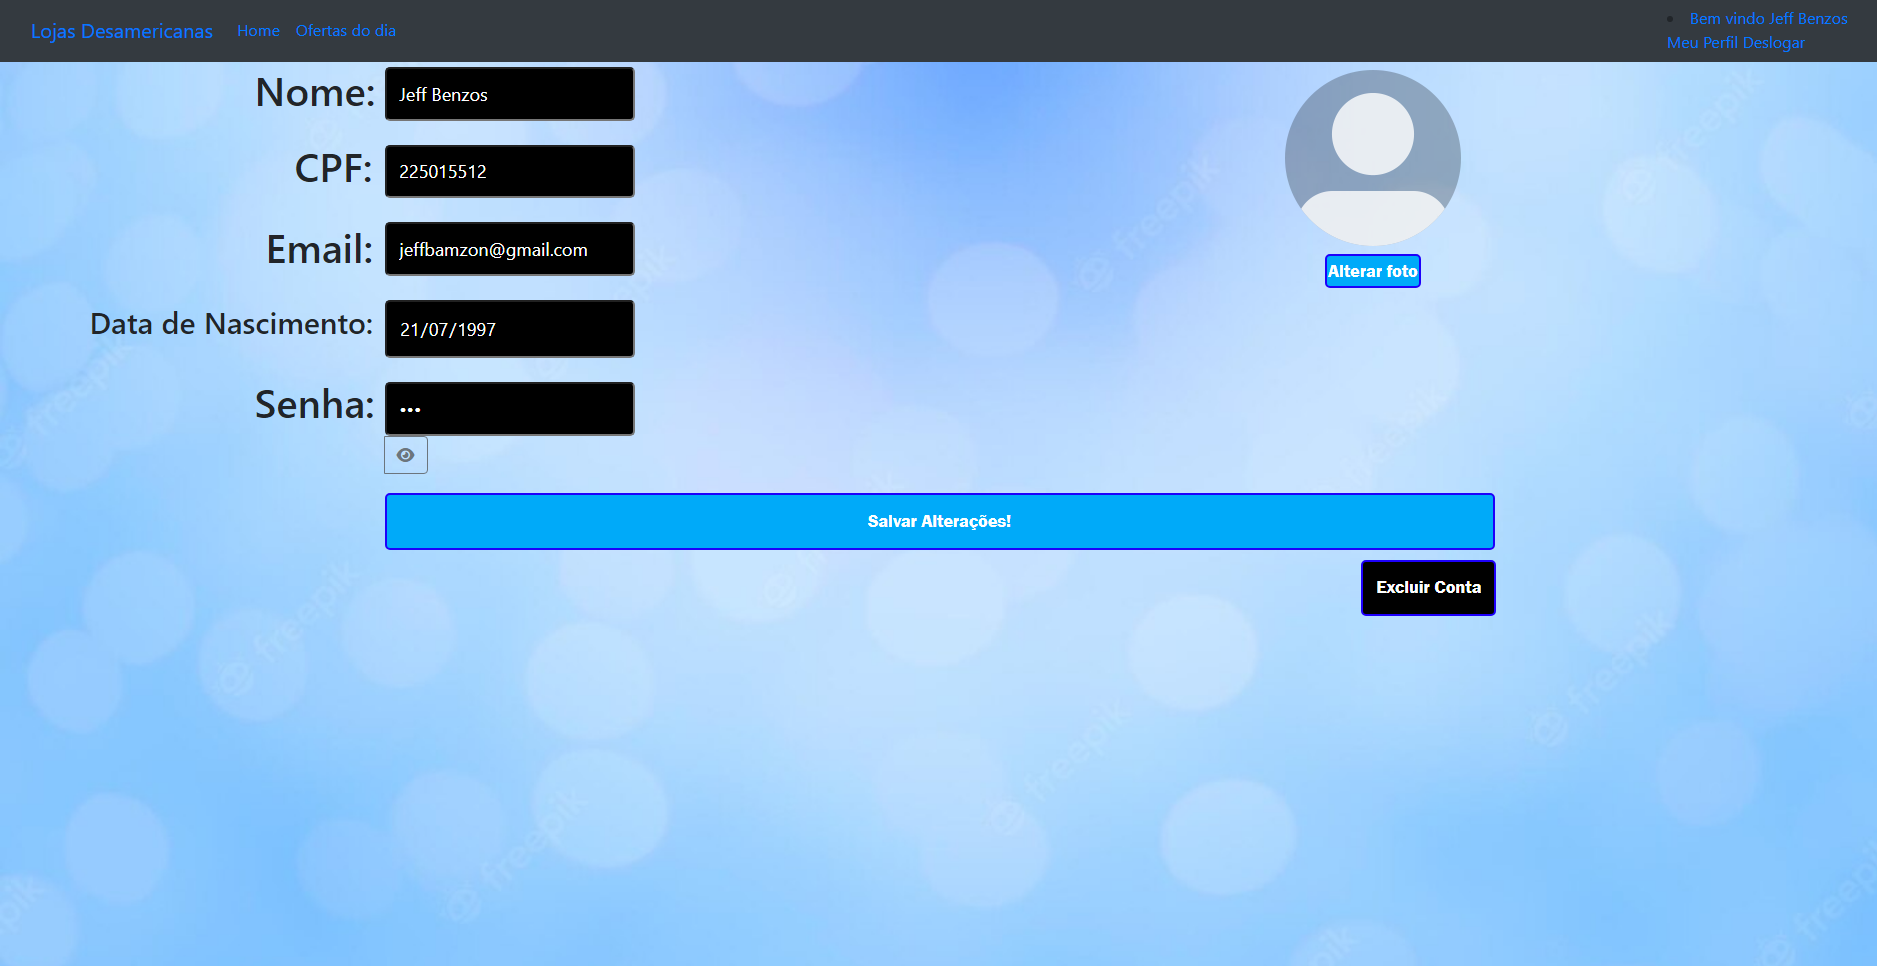 Lojas Desamericanas Home Ofertas do dia
Bem vindo Jeff Benzos
Meu Perfil Deslogar
Nome: Jeff Benzos
CPF: 225015512
Email: jeffbamzon@gmail.com
Alterar foto
Data de Nascimento: 21/07/1997
Senha: •••
Salvar Alterações!
Excluir Conta
freepik
freepik
freepik
freepik
freepik
freepik
freepik
freepik
freepik